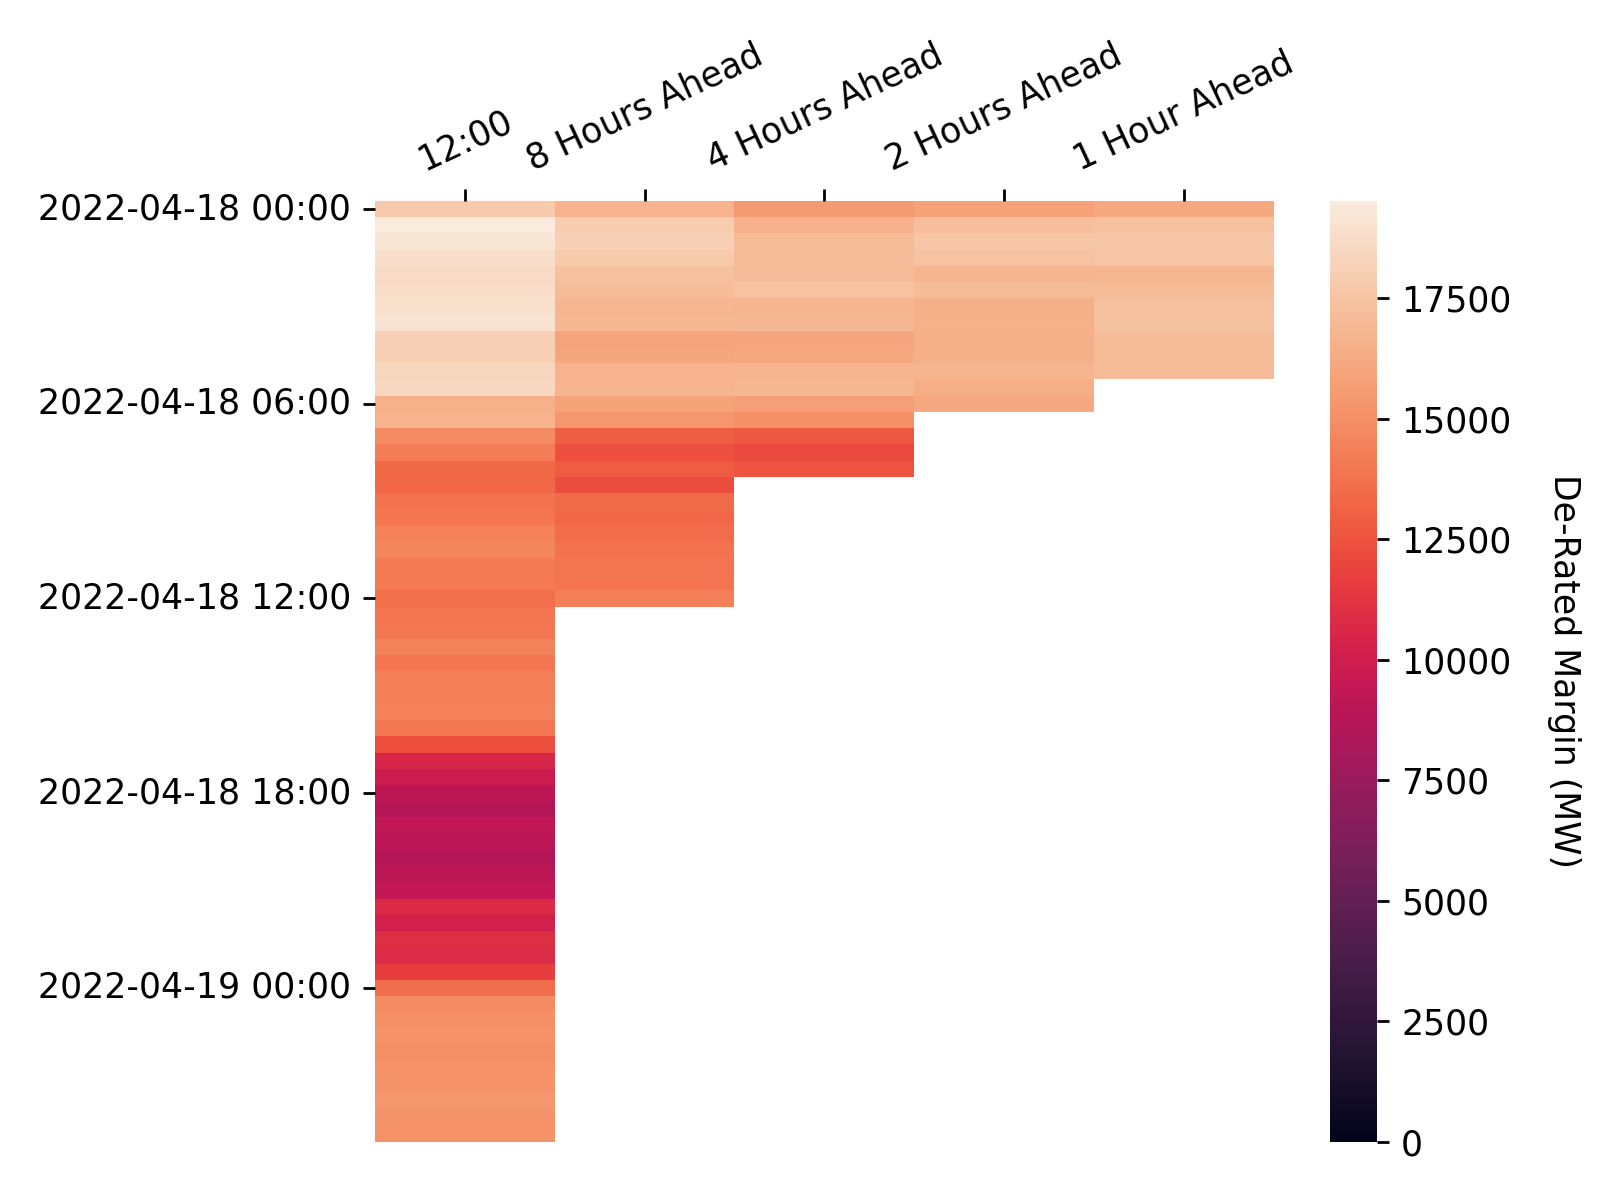 12:00
8 Hours Ahead
4 Hours Ahead
2 Hours Ahead
1 Hour Ahead
2022-04-18 00:00
2022-04-18 06:00
2022-04-18 12:00
2022-04-18 18:00
2022-04-19 00:00
17500
15000
12500
10000
7500
5000
2500
0
De-Rated Margin (MW)